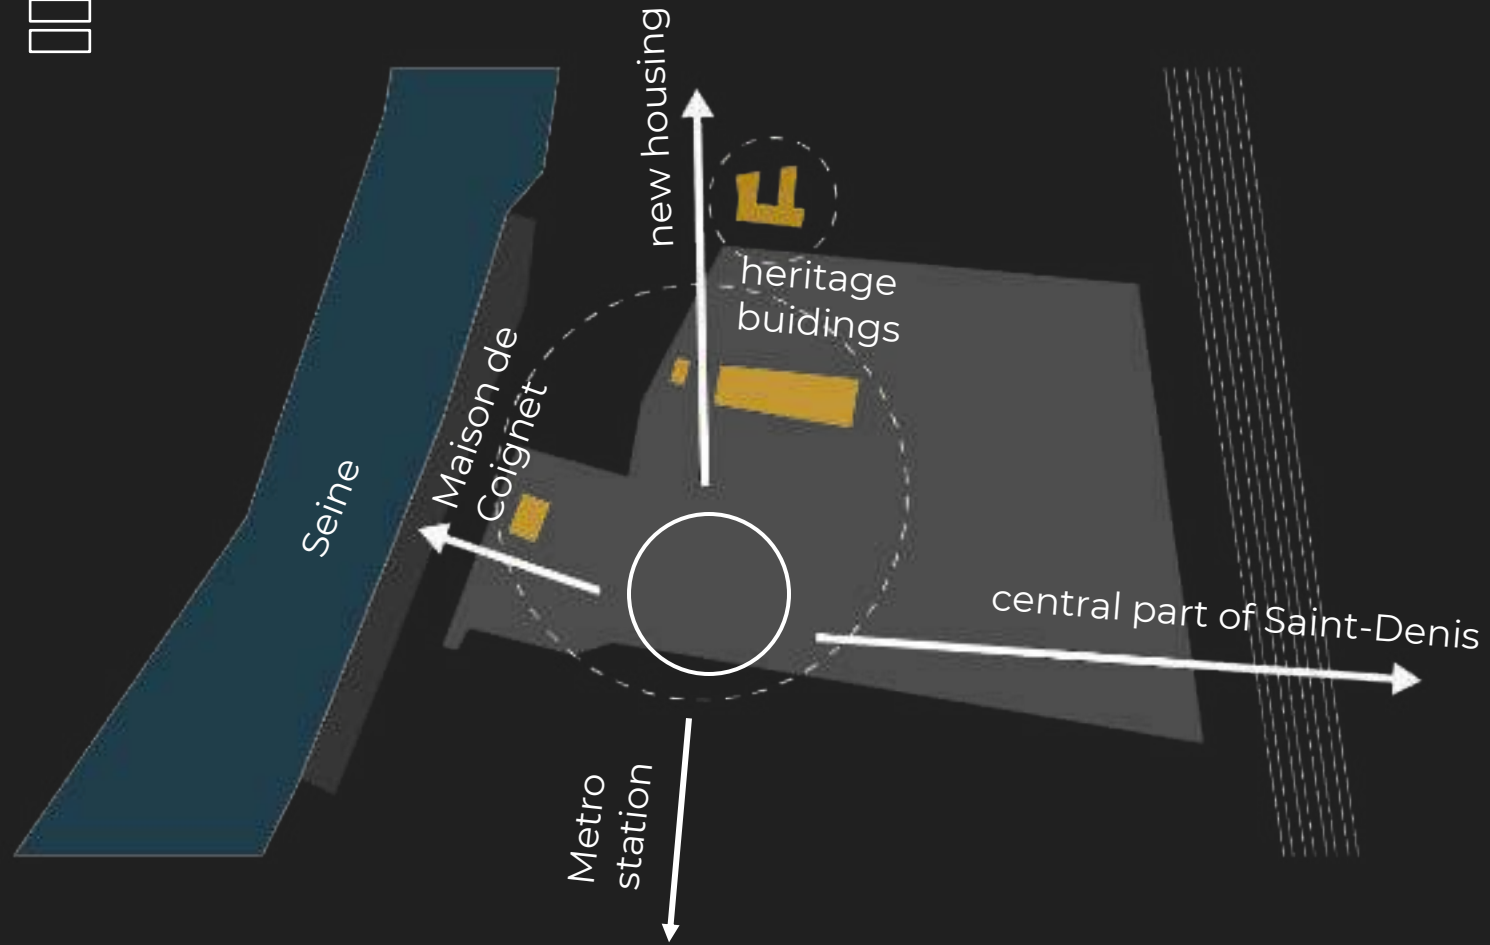 new housing
heritage
buidings
Maison de
Coignet
Seine
central part of Saint-Denis
Metro
station